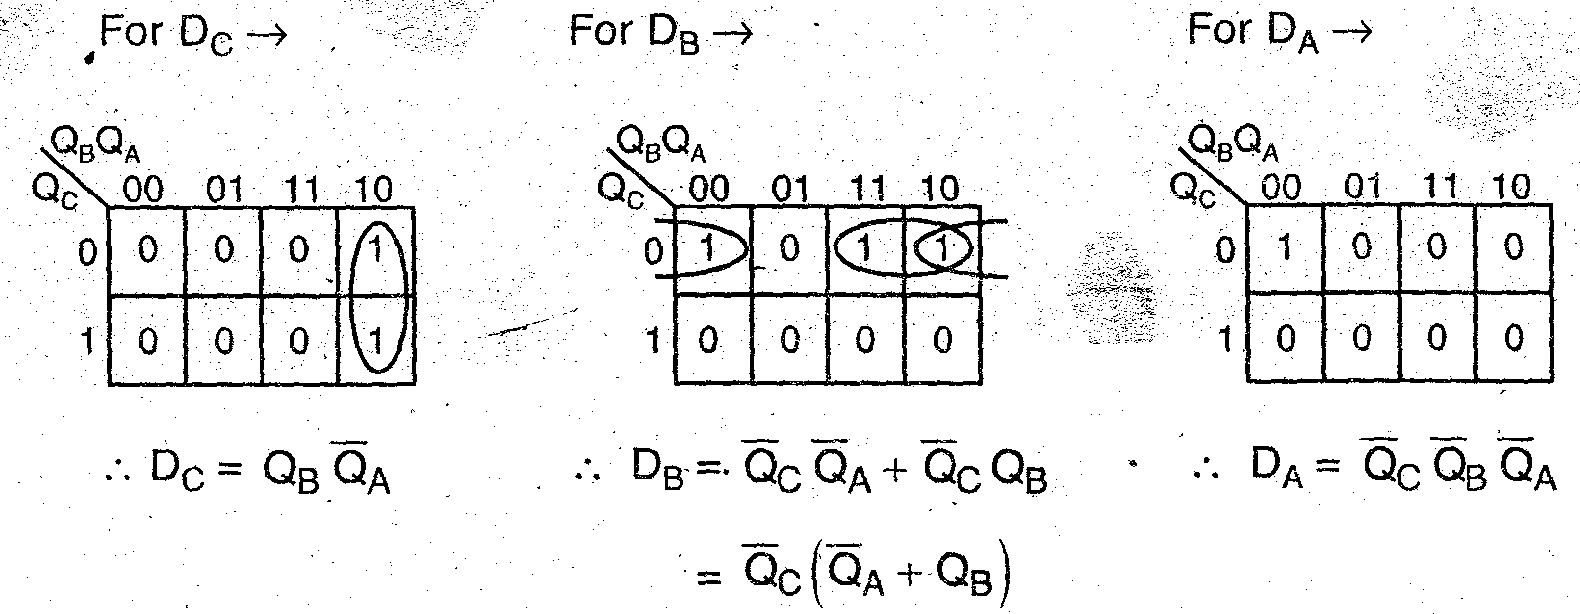 For D_C → For D_B → For D_A →
Q_BQ_A Q_BQ_A Q_BQ_A
Q_C 00 01 11 10 Q_C 00 01 11 10 Q_C 00 01 11 10
0 0 0 0 1 0 1 0 1 1 0 1 0 0 0
1 0 0 0 1 1 0 0 0 0 1 0 0 0 0
∴ D_C = Q_B Q̅_A ∴ D_B = Q̅_C Q̅_A + Q̅_C Q_B ∴ D_A = Q̅_C Q̅_B Q̅_A
= Q̅_C (Q̅_A + Q_B)